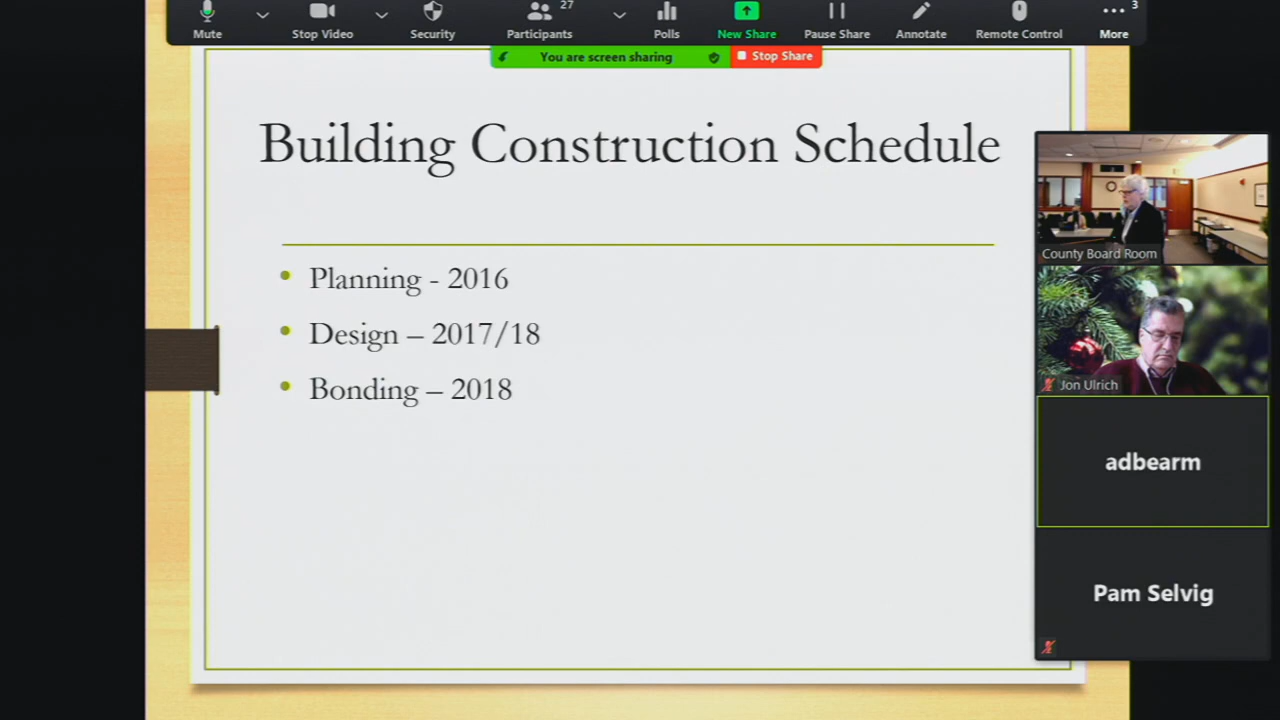 Mute
Stop Video
Security
27
Participants
Polls
New Share
Pause Share
Annotate
Remote Control
3
More
You are screen sharing
Stop Share
Building Construction Schedule
Planning - 2016
Design – 2017/18
Bonding – 2018
County Board Room
Jon Ulrich
adbearm
Pam Selvig